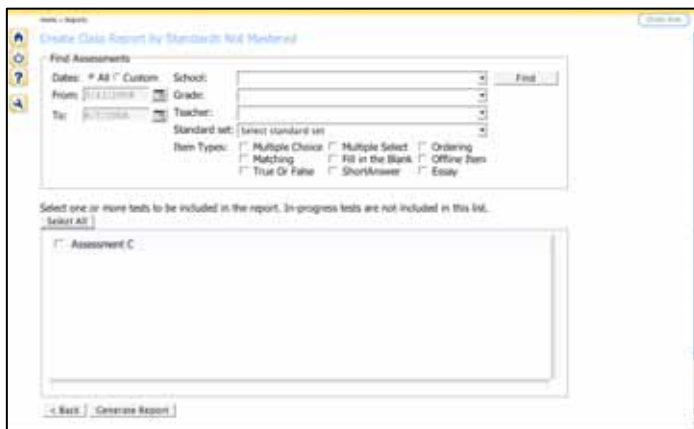 Home > Reports
Create Class Report by Standards Not Mastered
Find Assessments
Dates: All Custom School: Find
From: Grade:
To: Teacher:
Standard set: Select standard set
Item Types: Multiple Choice Multiple Select Ordering
Matching Fill in the Blank Offline Item
True Or False ShortAnswer Essay
Select one or more tests to be included in the report. In-progress tests are not included in this list.
Select All
Assessment C
< Back Generate Report